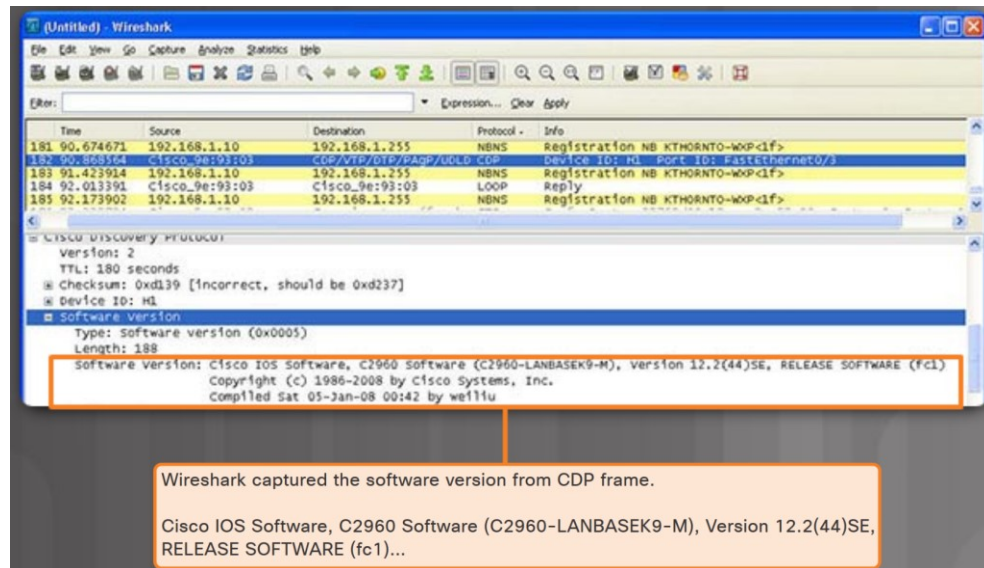 (Untitled) - Wireshark
File Edit View Go Capture Analyze Statistics Help
Filter: Expression... Clear Apply
Time Source Destination Protocol Info
181 90.674671 192.168.1.10 192.168.1.255 NBNS Registration NB KTHORNTO-WXP<1f>
182 90.868564 Cisco_9e:93:03 CDP/VTP/DTP/PAgP/UDLD CDP Device ID: H1 Port ID: FastEthernet0/3
183 91.423914 192.168.1.10 192.168.1.255 NBNS Registration NB KTHORNTO-WXP<1f>
184 92.013391 Cisco_9e:93:03 Cisco_9e:93:03 LOOP Reply
185 92.173902 192.168.1.10 192.168.1.255 NBNS Registration NB KTHORNTO-WXP<1f>
Cisco Discovery Protocol
Version: 2
TTL: 180 seconds
Checksum: 0xd139 [incorrect, should be 0xd237]
Device ID: H1
Software Version
Type: Software version (0x0005)
Length: 188
Software Version: Cisco IOS Software, C2960 Software (C2960-LANBASEK9-M), Version 12.2(44)SE, RELEASE SOFTWARE (fc1)
Copyright (c) 1986-2008 by Cisco Systems, Inc.
Compiled Sat 05-Jan-08 00:42 by weiliu
Wireshark captured the software version from CDP frame.
Cisco IOS Software, C2960 Software (C2960-LANBASEK9-M), Version 12.2(44)SE,
RELEASE SOFTWARE (fc1)...